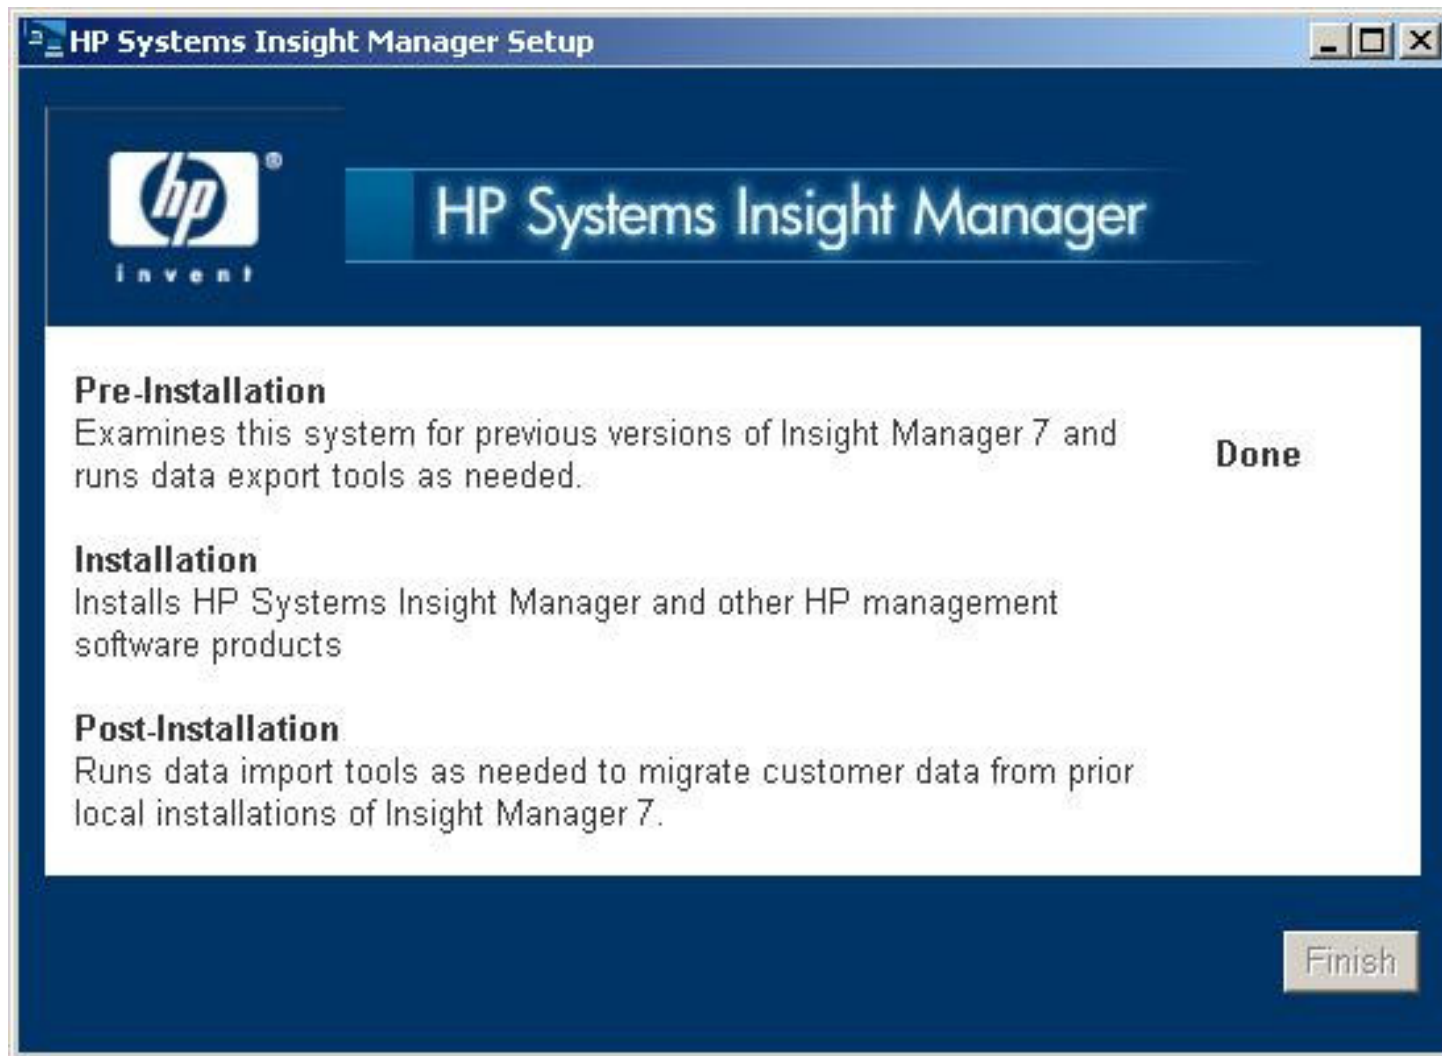 HP Systems Insight Manager Setup
hp®
invent
HP Systems Insight Manager
Pre-Installation
Examines this system for previous versions of Insight Manager 7 and
runs data export tools as needed.
Done
Installation
Installs HP Systems Insight Manager and other HP management
software products
Post-Installation
Runs data import tools as needed to migrate customer data from prior
local installations of Insight Manager 7.
Finish